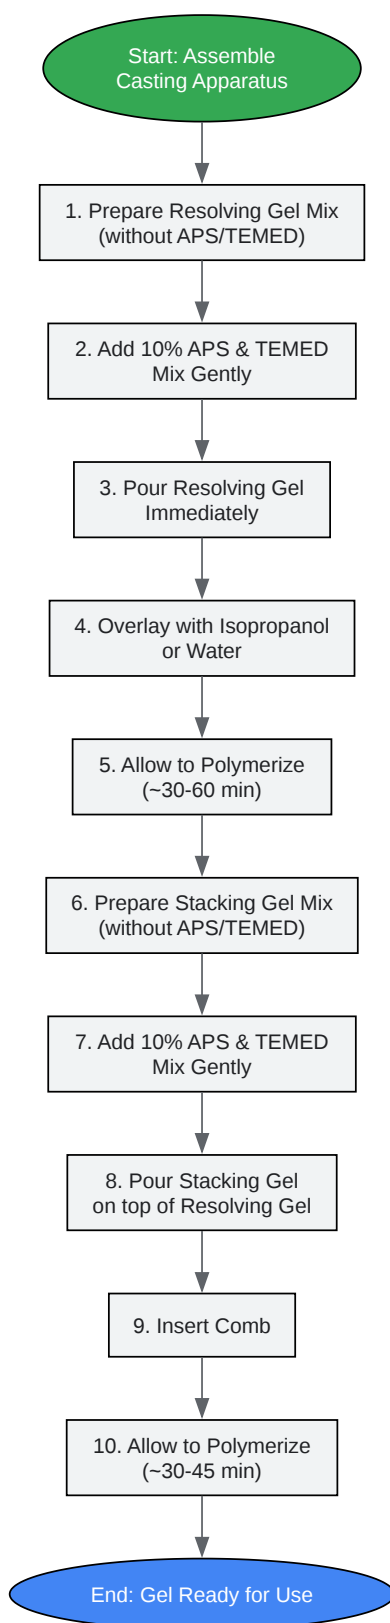 Start: Assemble
Casting Apparatus
1. Prepare Resolving Gel Mix
(without APS/TEMED)
2. Add 10% APS & TEMED
Mix Gently
3. Pour Resolving Gel
Immediately
4. Overlay with Isopropanol
or Water
5. Allow to Polymerize
(~30-60 min)
6. Prepare Stacking Gel Mix
(without APS/TEMED)
7. Add 10% APS & TEMED
Mix Gently
8. Pour Stacking Gel
on top of Resolving Gel
9. Insert Comb
10. Allow to Polymerize
(~30-45 min)
End: Gel Ready for Use